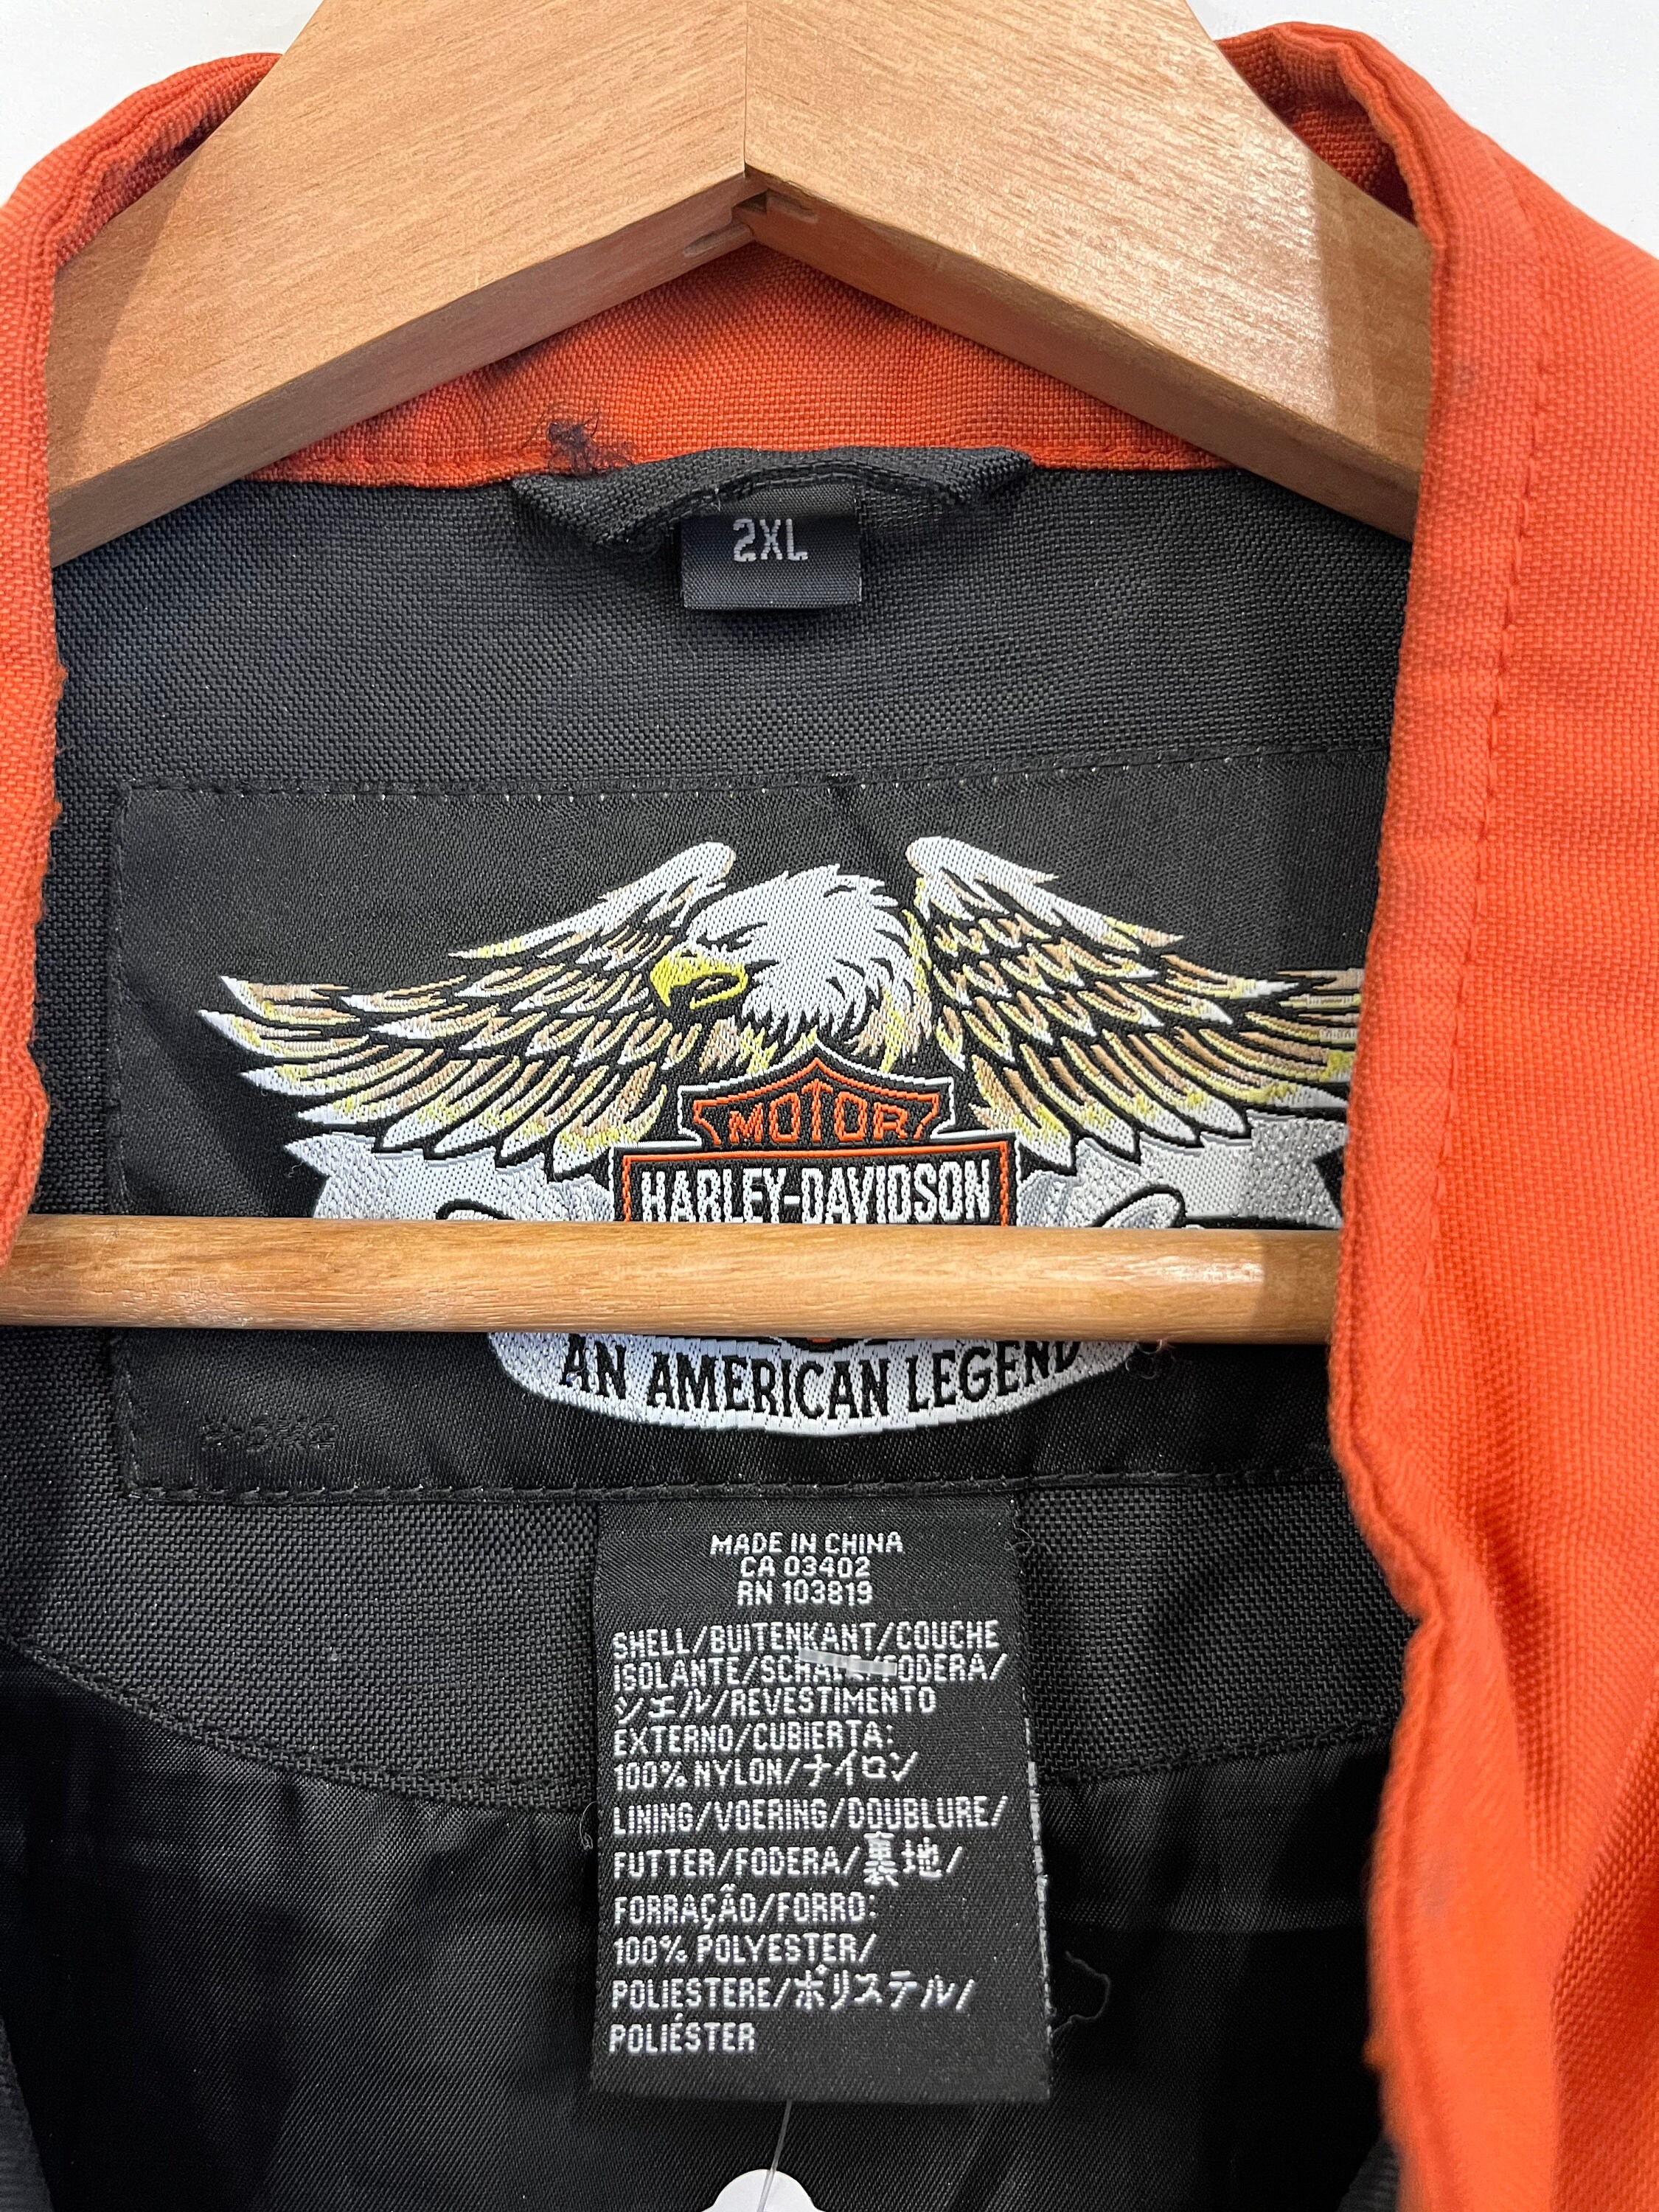 2XL
MOTOR
HARLEY-DAVIDSON
AN AMERICAN LEGEND
MADE IN CHINA
CA 03402
RN 103819
SHELL/BUITENKANT/COUCHE
ISOLANTE/SCHALE/FODERA/
シェル/REVESTIMENTO
EXTERNO/CUBIERTA:
100% NYLON/ナイロン
LINING/VOERING/DOUBLURE/
FUTTER/FODERA/裏地/
FORRAÇÃO/FORRO:
100% POLYESTER/
POLIESTERE/ポリステル/
POLIÉSTER